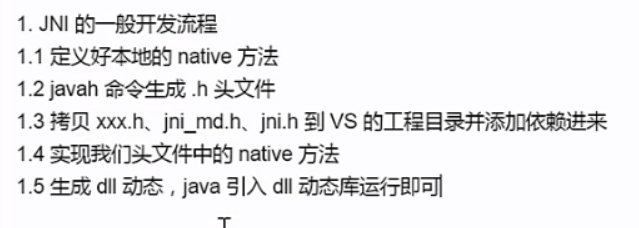 1. JNI 的一般开发流程
1.1 定义好本地的 native 方法
1.2 javah 命令生成 .h 头文件
1.3 拷贝 xxx.h、jni_md.h、jni.h 到 VS 的工程目录并添加依赖进来
1.4 实现我们头文件中的 native 方法
1.5 生成 dll 动态，java 引入 dll 动态库运行即可